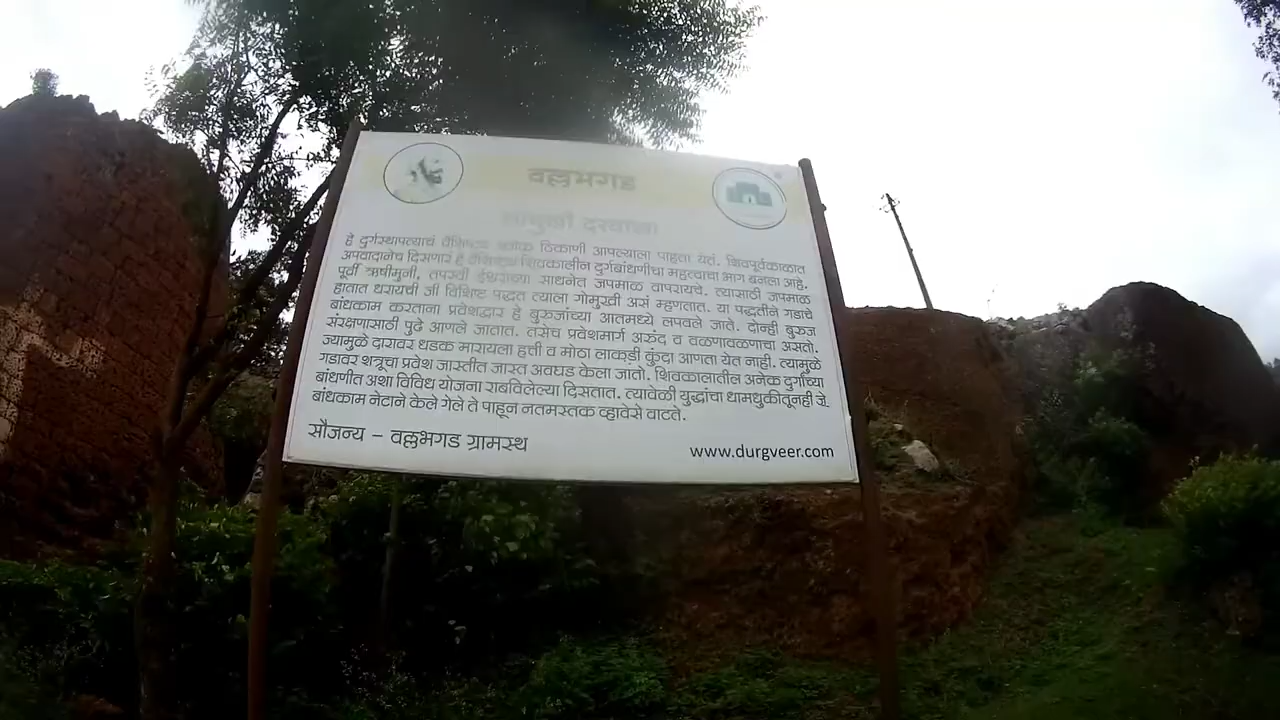 वल्लभगड
गोमुखी दरवाजा
हे दुर्गस्थापत्याचं वैशिष्ट्य अनेक ठिकाणी आपल्याला पाहता येतं. शिवपूर्वकाळात
अपवादानेच दिसणारं हे वैशिष्ट्य शिवकालीन दुर्गबांधणीचा महत्वाचा भाग बनला आहे.
पूर्वी ऋषीमुनी, तपस्वी ईश्वराच्या साधनेत जपमाळ वापरायचे. त्यासाठी जपमाळ
हातात धरायची जी विशिष्ट पद्धत त्याला गोमुखी असं म्हणतात. या पद्धतीने गडाचे
बांधकाम करताना प्रवेशद्वार हे बुरुजांच्या आतमध्ये लपवले जाते. दोन्ही बुरुज
संरक्षणासाठी पुढे आणले जातात. तसेच प्रवेशमार्ग अरुंद व वळणावळणाचा असतो.
ज्यामुळे दारावर धडक मारायला हत्ती व मोठा लाकडी कुंदा आणता येत नाही. त्यामुळे
गडावर शत्रूचा प्रवेश जास्तीत जास्त अवघड केला जातो. शिवकालातील अनेक दुर्गांच्या
बांधणीत अशा विविध योजना राबविलेल्या दिसतात. त्यावेळी युद्धांचा धामधुकीतूनही जे
बांधकाम नेटाने केले गेले ते पाहून नतमस्तक व्हावेसे वाटते.
सौजन्य – वल्लभगड ग्रामस्थ
www.durgveer.com